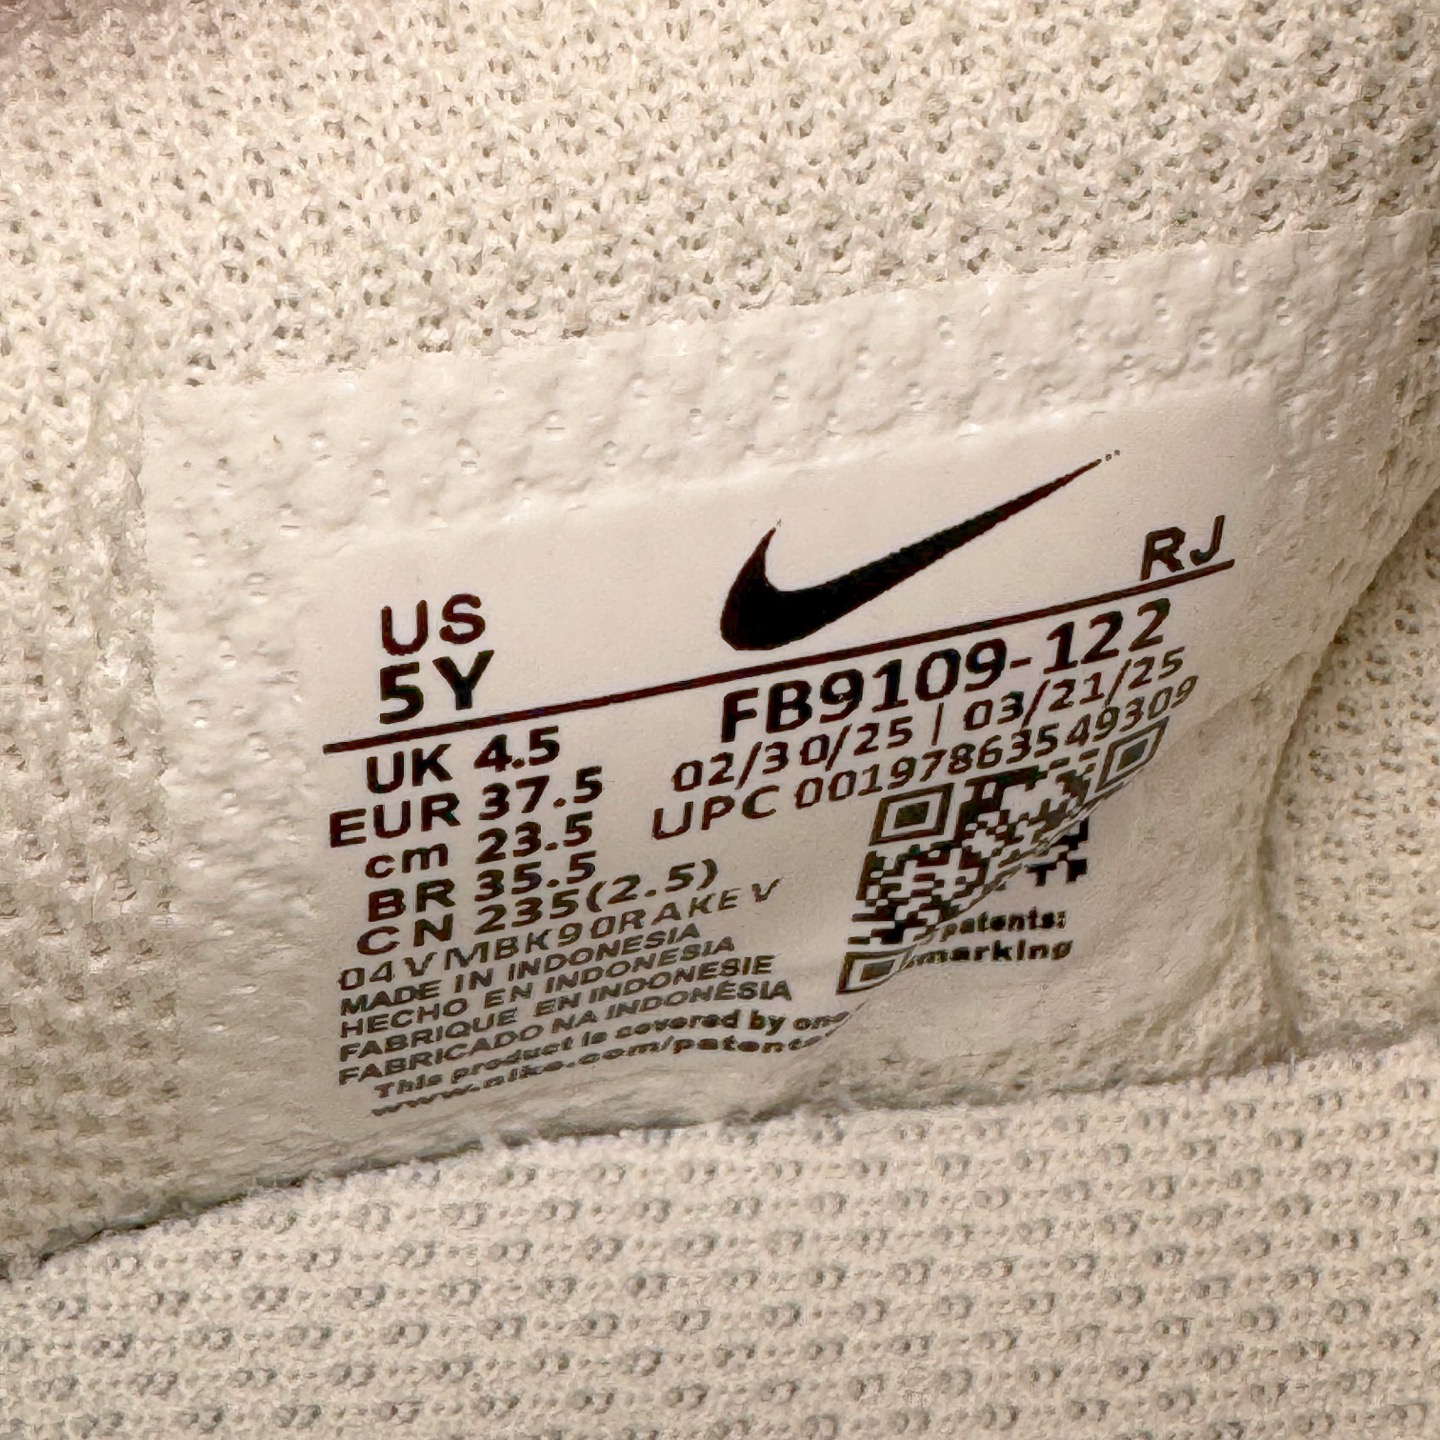 US
5Y
RJ
UK 4.5
EUR 37.5
cm 23.5
BR 35.5
CN 235(2.5)
FB9109-122
02/30/25 | 03/21/25
UPC 00197863549309
04VMBK90RAKEV
MADE IN INDONESIA
HECHO EN INDONESIA
FABRIQUE EN INDONESIE
FABRICADO NA INDONÉSIA
This product is covered by one
www.nike.com/patents
patents:
marking